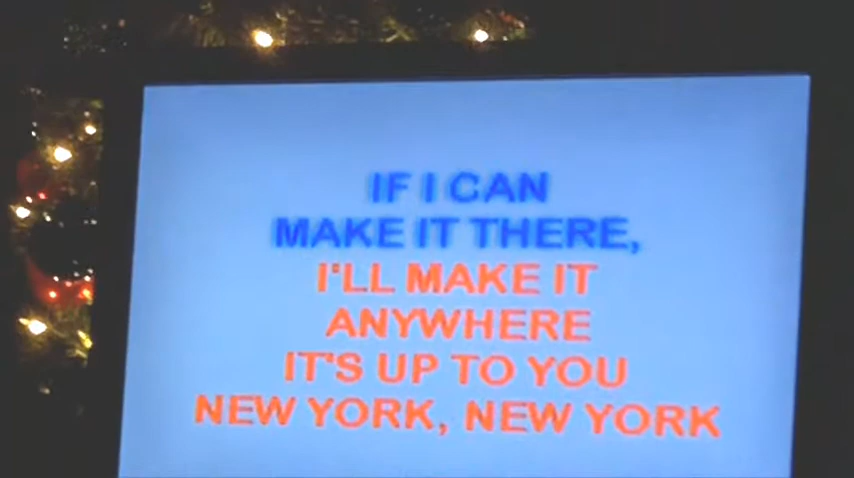 IF I CAN
MAKE IT THERE,
I'LL MAKE IT
ANYWHERE
IT'S UP TO YOU
NEW YORK, NEW YORK